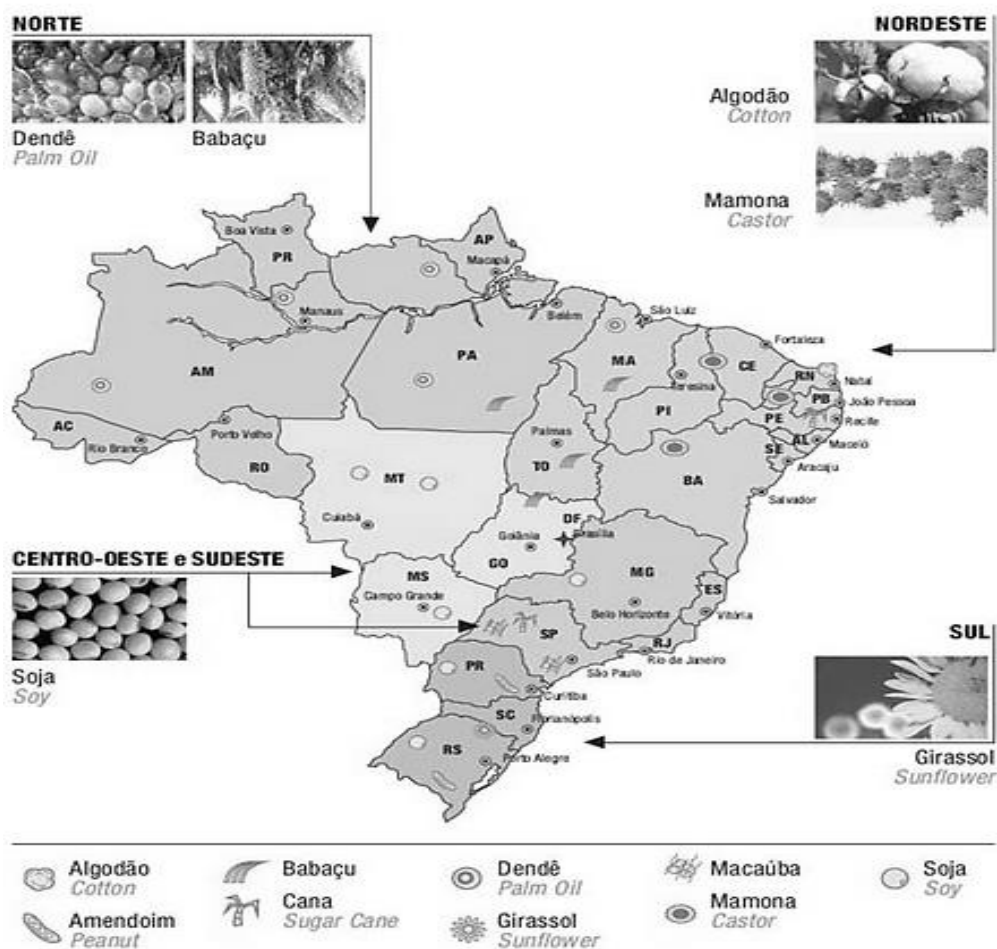 NORTE
Dendê
Palm Oil
Babaçu
NORDESTE
Algodão
Cotton
Mamona
Castor
Boa Vista
PR
AP
Macapá
Manaus
Belém
São Luiz
Fortaleza
AM
PA
MA
Teresina
CE
RN
Natal
PB
João Pessoa
PI
PE
Recife
AC
Rio Branco
Porto Velho
RO
Palmas
TO
AL
Maceió
SE
Aracaju
MT
BA
Salvador
Cuiabá
DF
Goiânia
Brasília
GO
CENTRO-OESTE e SUDESTE
Soja
Soy
MS
Campo Grande
MG
Belo Horizonte
ES
Vitória
SP
RJ
Rio de Janeiro
São Paulo
PR
Curitiba
SC
Florianópolis
RS
Porto Alegre
SUL
Girassol
Sunflower
Algodão
Cotton
Babaçu
Dendê
Palm Oil
Macaúba
Soja
Soy
Amendoim
Peanut
Cana
Sugar Cane
Girassol
Sunflower
Mamona
Castor